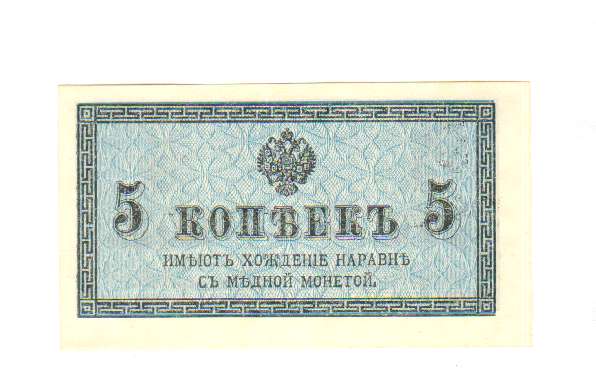 5 КОПѢЕКЪ 5
ИМѢЮТЪ ХОЖДЕНІЕ НАРАВНѢ
СЪ МѢДНОЙ МОНЕТОЙ.